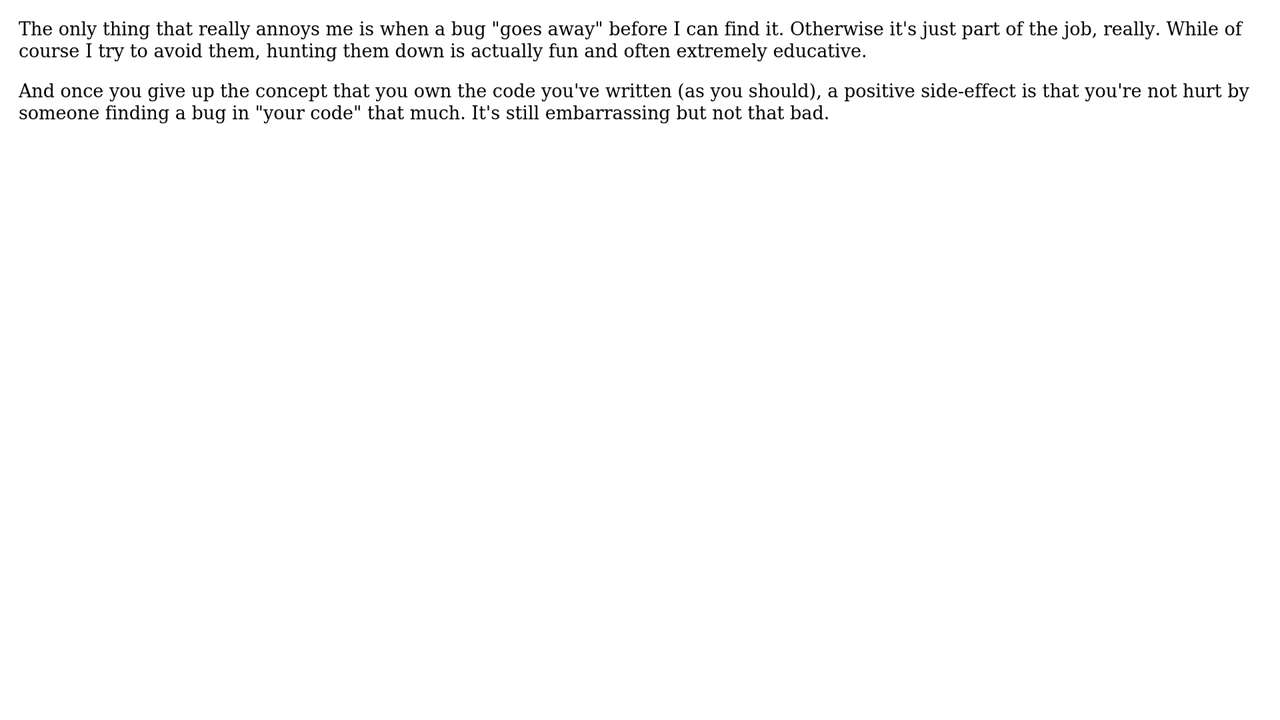 The only thing that really annoys me is when a bug "goes away" before I can find it. Otherwise it's just part of the job, really. While of
course I try to avoid them, hunting them down is actually fun and often extremely educative.
And once you give up the concept that you own the code you've written (as you should), a positive side-effect is that you're not hurt by
someone finding a bug in "your code" that much. It's still embarrassing but not that bad.